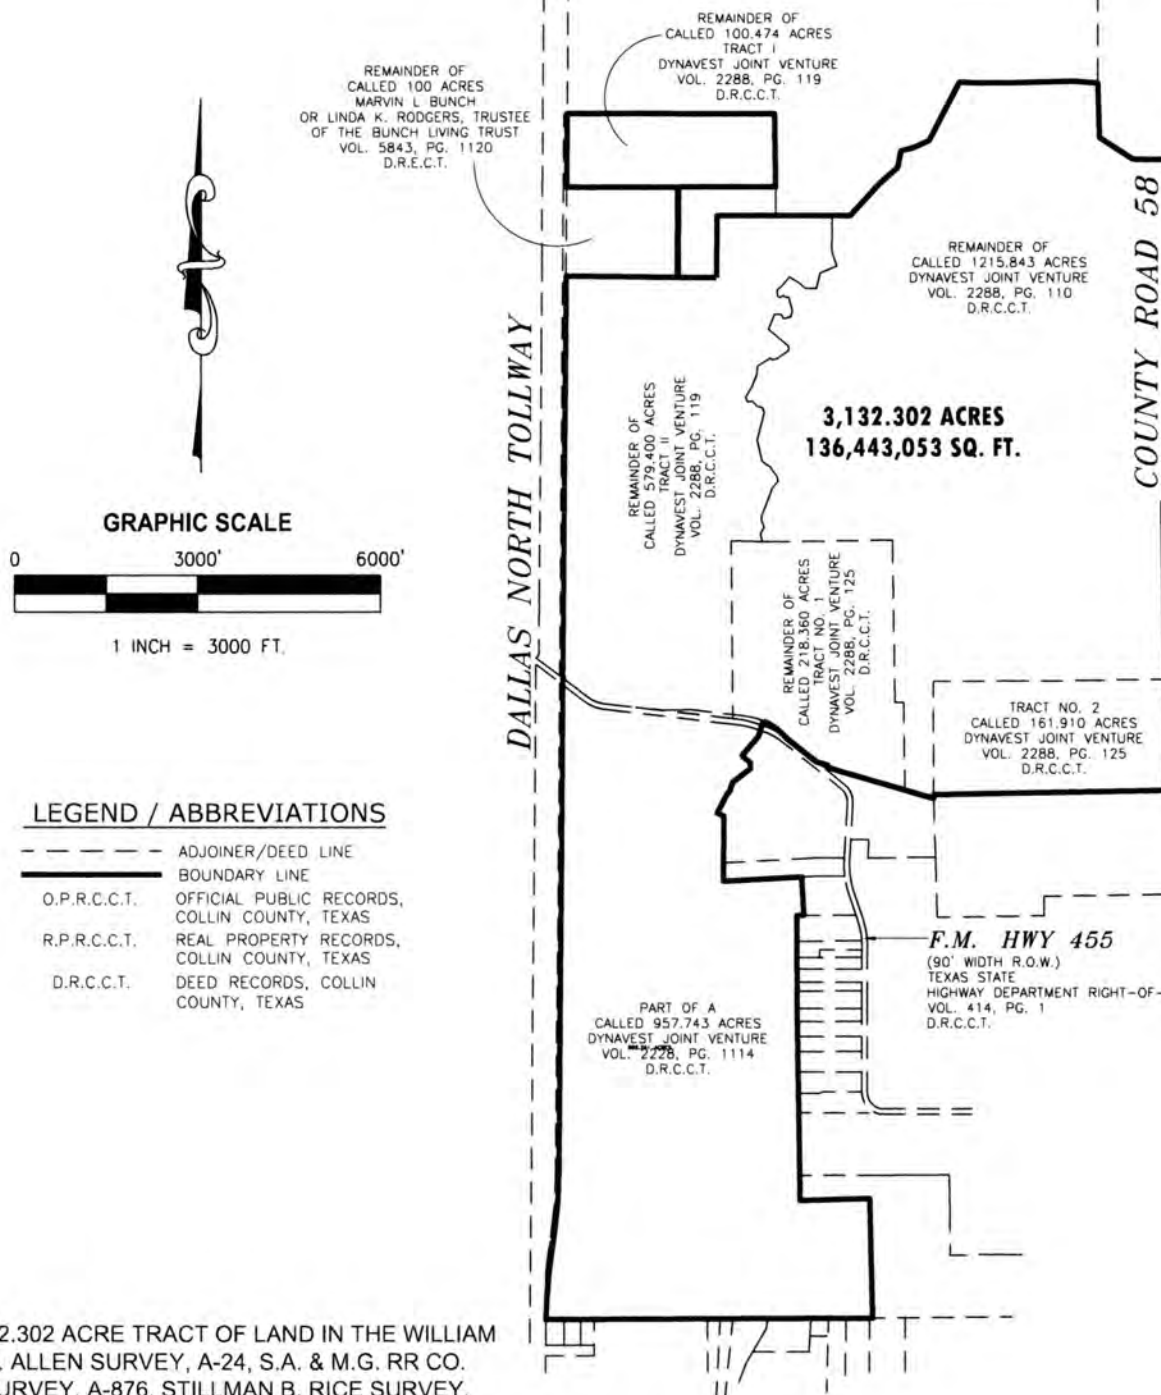 REMAINDER OF
CALLED 100.474 ACRES
TRACT I
DYNAVEST JOINT VENTURE
VOL. 2288, PG. 119
D.R.C.C.T.
REMAINDER OF
CALLED 100 ACRES
MARVIN L BUNCH
OR LINDA K. RODGERS, TRUSTEE
OF THE BUNCH LIVING TRUST
VOL. 5843, PG. 1120
D.R.E.C.T.
REMAINDER OF
CALLED 1215.843 ACRES
DYNAVEST JOINT VENTURE
VOL. 2288, PG. 110
D.R.C.C.T.
COUNTY ROAD 58
DALLAS NORTH TOLLWAY
REMAINDER OF
CALLED 579.400 ACRES
TRACT II
DYNAVEST JOINT VENTURE
VOL. 2288, PG. 119
D.R.C.C.T.
3,132.302 ACRES
136,443,053 SQ. FT.
GRAPHIC SCALE
0 3000' 6000'
1 INCH = 3000 FT.
REMAINDER OF
CALLED 218.360 ACRES
TRACT NO. 1
DYNAVEST JOINT VENTURE
VOL. 2288, PG. 125
D.R.C.C.T.
TRACT NO. 2
CALLED 161.910 ACRES
DYNAVEST JOINT VENTURE
VOL. 2288, PG. 125
D.R.C.C.T.
LEGEND / ABBREVIATIONS
ADJOINER/DEED LINE
BOUNDARY LINE
O.P.R.C.C.T. OFFICIAL PUBLIC RECORDS,
COLLIN COUNTY, TEXAS
R.P.R.C.C.T. REAL PROPERTY RECORDS,
COLLIN COUNTY, TEXAS
D.R.C.C.T. DEED RECORDS, COLLIN
COUNTY, TEXAS
F.M. HWY 455
(90' WIDTH R.O.W.)
TEXAS STATE
HIGHWAY DEPARTMENT RIGHT-OF-
VOL. 414, PG. 1
D.R.C.C.T.
PART OF A
CALLED 957.743 ACRES
DYNAVEST JOINT VENTURE
VOL. 2228, PG. 1114
D.R.C.C.T.
2.302 ACRE TRACT OF LAND IN THE WILLIAM
. ALLEN SURVEY, A-24, S.A. & M.G. RR CO.
URVEY, A-876, STILLMAN B. RICE SURVEY,